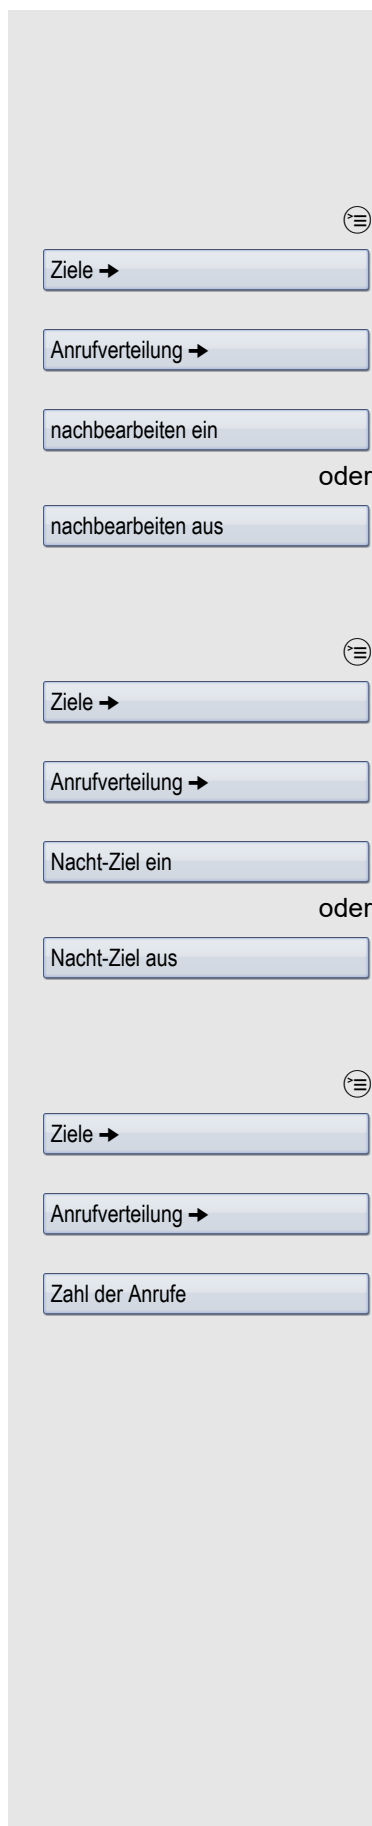 Ziele →
Anrufverteilung →
nachbearbeiten ein
oder
nachbearbeiten aus
Ziele →
Anrufverteilung →
Nacht-Ziel ein
oder
Nacht-Ziel aus
Ziele →
Anrufverteilung →
Zahl der Anrufe